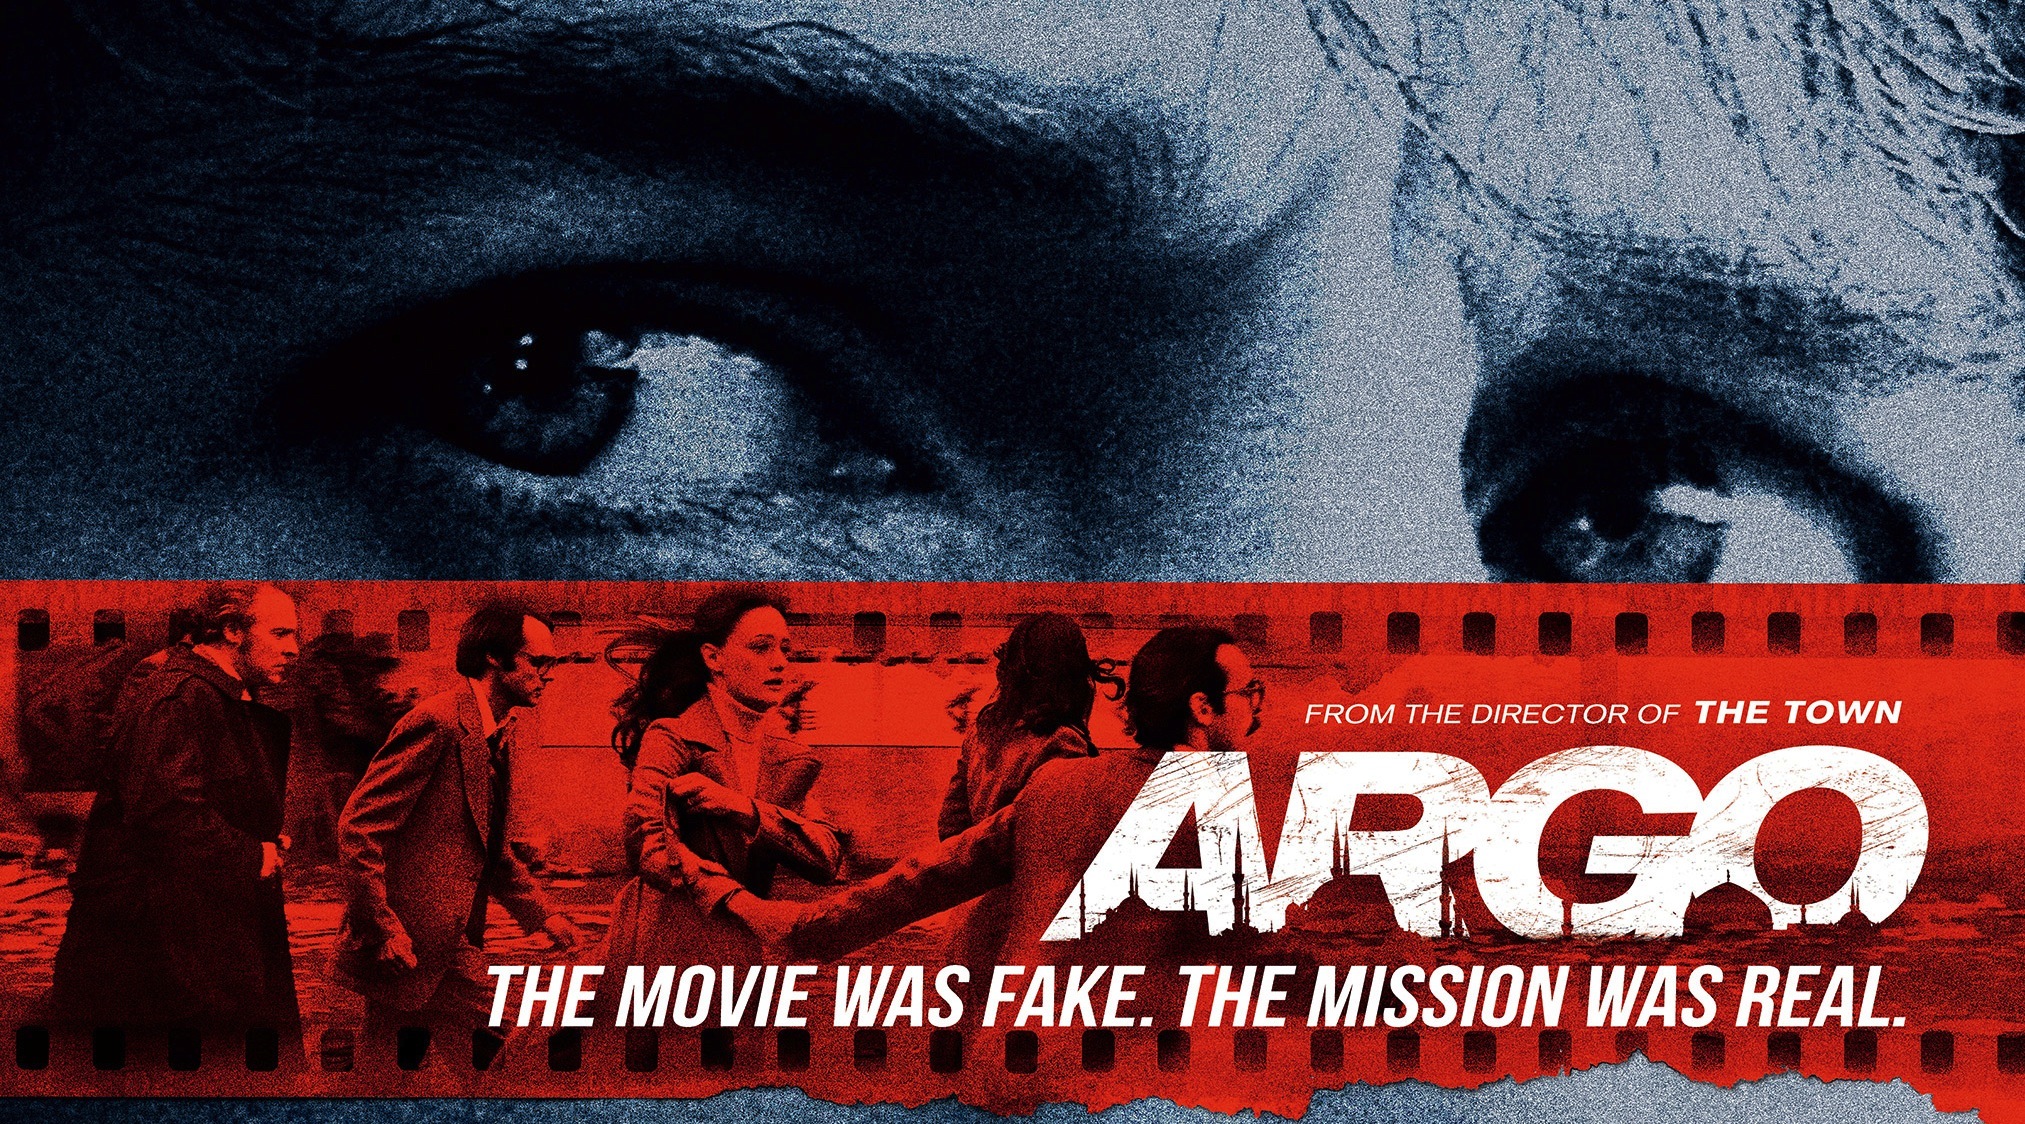 FROM THE DIRECTOR OF THE TOWN
ARGO
THE MOVIE WAS FAKE. THE MISSION WAS REAL.